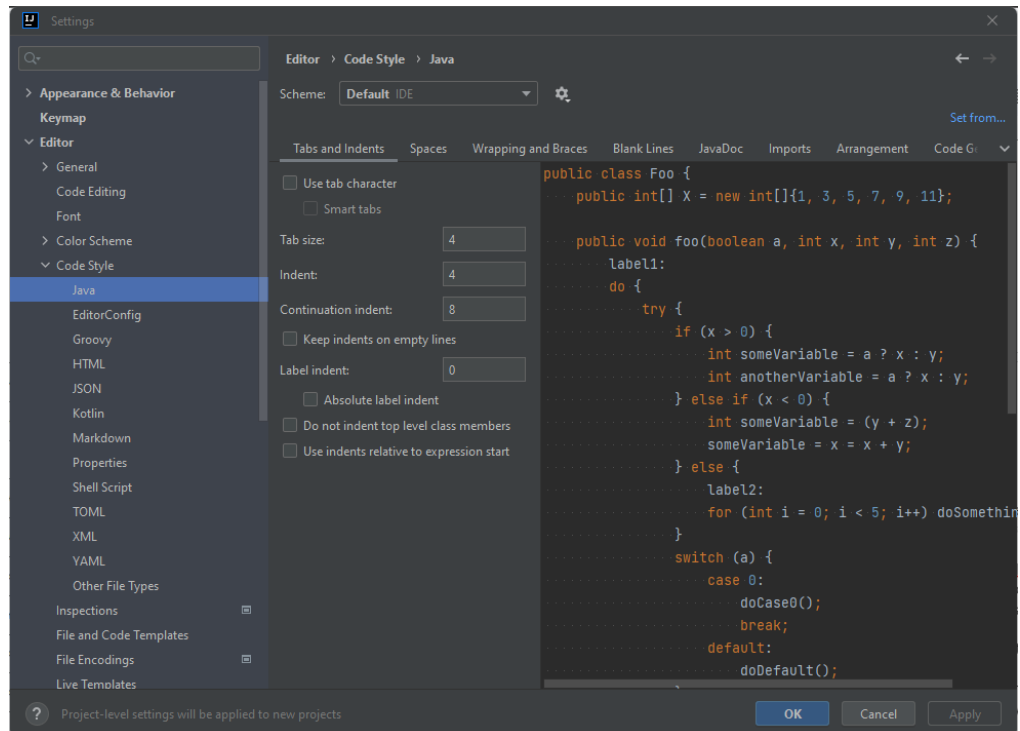 Settings
Appearance & Behavior
Keymap
Editor
General
Code Editing
Font
Color Scheme
Code Style
Java
EditorConfig
Groovy
HTML
JSON
Kotlin
Markdown
Properties
Shell Script
TOML
XML
YAML
Other File Types
Inspections
File and Code Templates
File Encodings
Live Templates
Editor > Code Style > Java
Scheme: Default IDE
Set from...
Tabs and Indents Spaces Wrapping and Braces Blank Lines JavaDoc Imports Arrangement Code G
Use tab character
Smart tabs
Tab size: 4
Indent: 4
Continuation indent: 8
Keep indents on empty lines
Label indent: 0
Absolute label indent
Do not indent top level class members
Use indents relative to expression start
public class Foo {
public int[] X = new int[]{1, 3, 5, 7, 9, 11};
public void foo(boolean a, int x, int y, int z) {
label1:
do {
try {
if (x > 0) {
int someVariable = a ? x : y;
int anotherVariable = a ? x : y;
} else if (x < 0) {
int someVariable = (y + z);
someVariable = x = x + y;
} else {
label2:
for (int i = 0; i < 5; i++) doSomethin
}
switch (a) {
case 0:
doCase0();
break;
default:
doDefault();
? Project-level settings will be applied to new projects
OK Cancel Apply